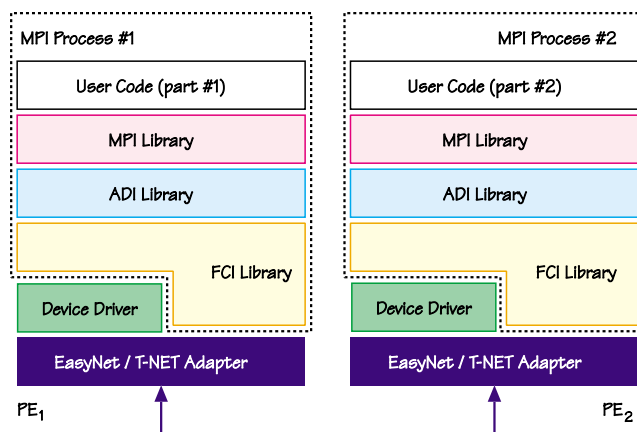 MPI Process #1
User Code (part #1)
MPI Library
ADI Library
FCI Library
Device Driver
EasyNet / T-NET Adapter
PE1
MPI Process #2
User Code (part #2)
MPI Library
ADI Library
FCI Library
Device Driver
EasyNet / T-NET Adapter
PE2